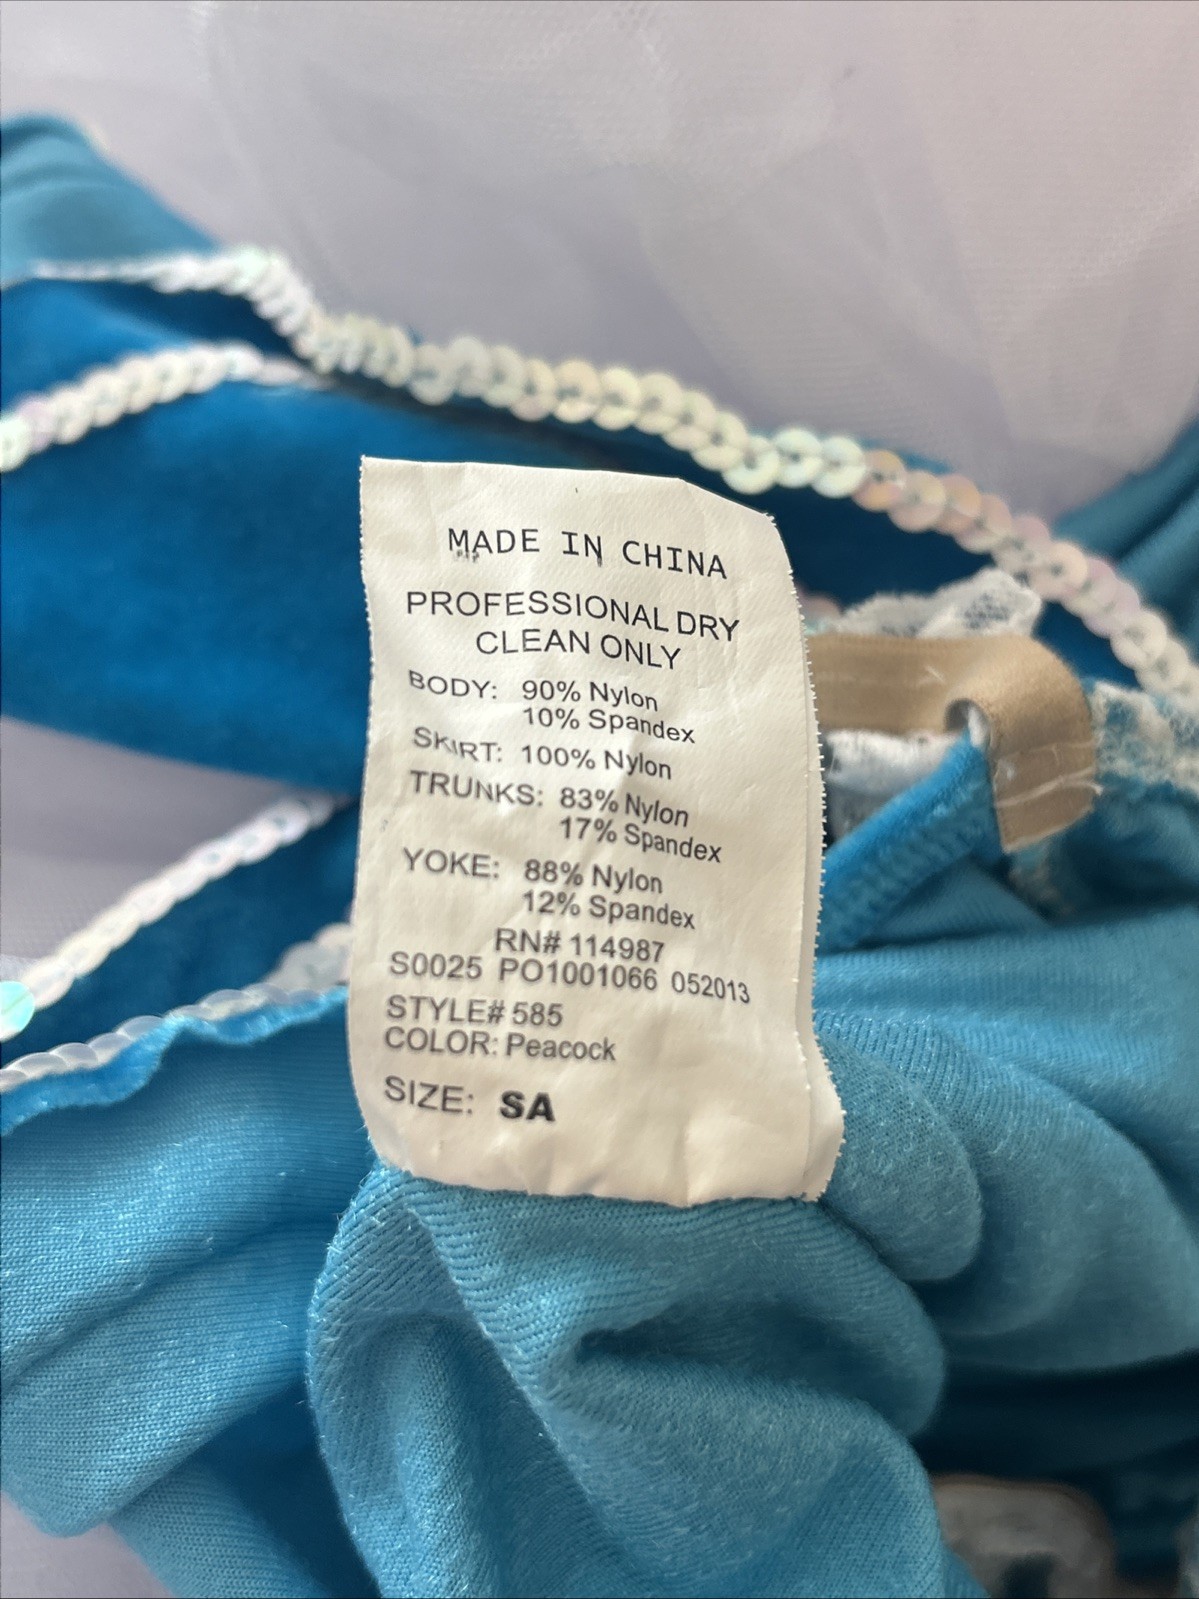 MADE IN CHINA
PROFESSIONAL DRY
CLEAN ONLY
BODY: 90% Nylon
10% Spandex
SKIRT: 100% Nylon
TRUNKS: 83% Nylon
17% Spandex
YOKE: 88% Nylon
12% Spandex
RN# 114987
S0025 PO1001066 052013
STYLE# 585
COLOR: Peacock
SIZE: SA